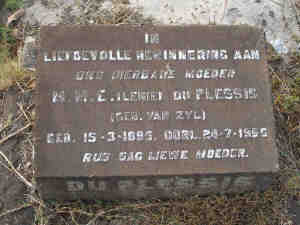 IN
LIEFDEVOLLE HERINNERING AAN
ONS DIERBARE MOEDER
M. M. E. (LENIE) DU PLESSIS
(GEB. VAN ZYL)
GEB. 15-3-1896. OORL. 24-7-1956
RUS SAG LIEWE MOEDER.
DU PLESSIS